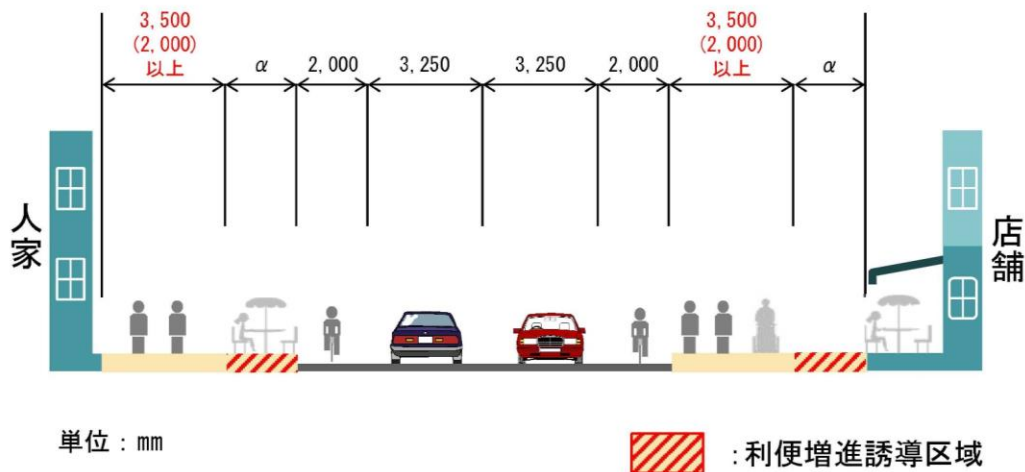 3,500
(2,000)
以上
α
2,000
3,250
3,250
2,000
3,500
(2,000)
以上
α
人家
店舗
単位：㎜
：利便増進誘導区域